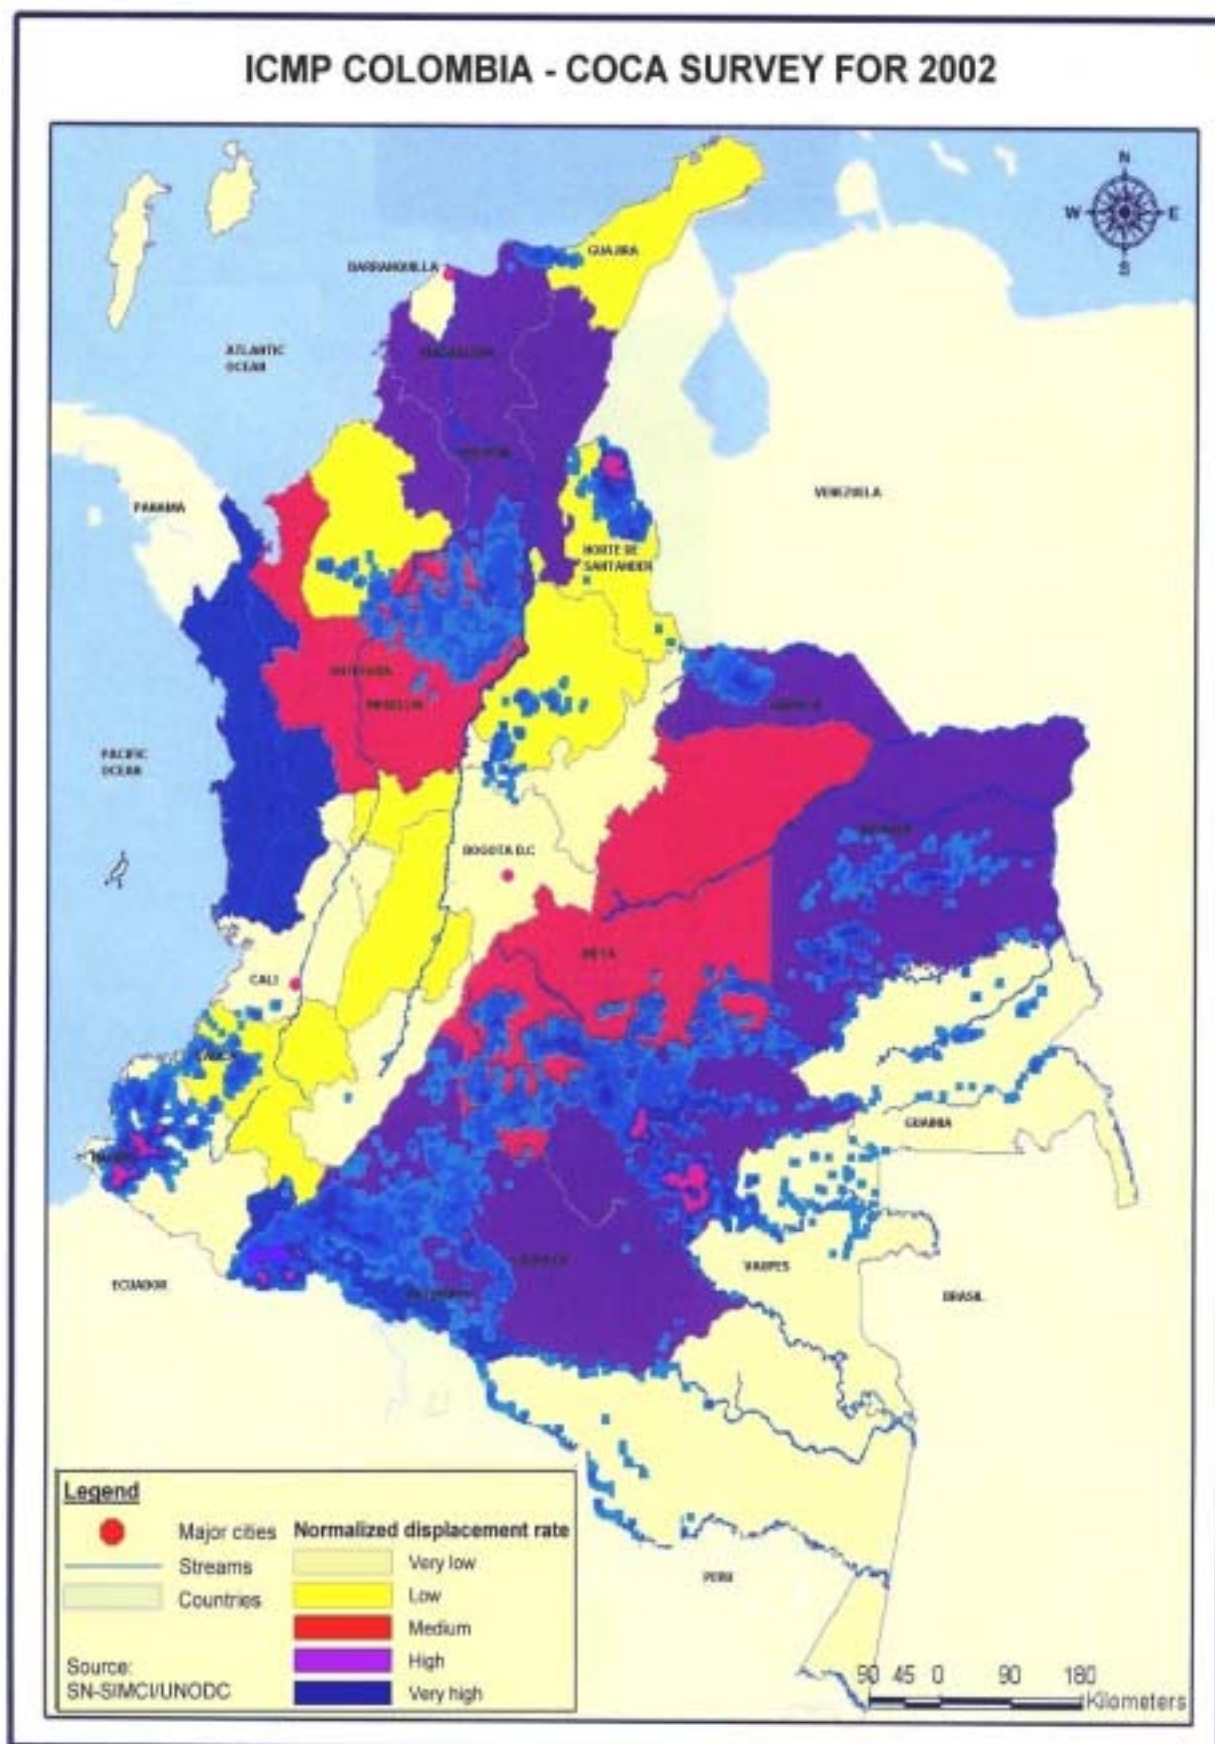 ICMP COLOMBIA - COCA SURVEY FOR 2002
N
W
E
S
GUAJIRA
BARRANQUILLA
ATLANTIC
OCEAN
PANAMA
VENEZUELA
NORTE DE
SANTANDER
MEDELLIN
PACIFIC
OCEAN
BOGOTA D.C
META
CALI
CAUCA
GUAINIA
VAUPES
ECUADOR
BRASIL
PERU
Legend
Major cities
Streams
Countries
Source:
SN-SIMCI/UNODC
Normalized displacement rate
Very low
Low
Medium
High
Very high
90 45 0 90 180
Kilometers